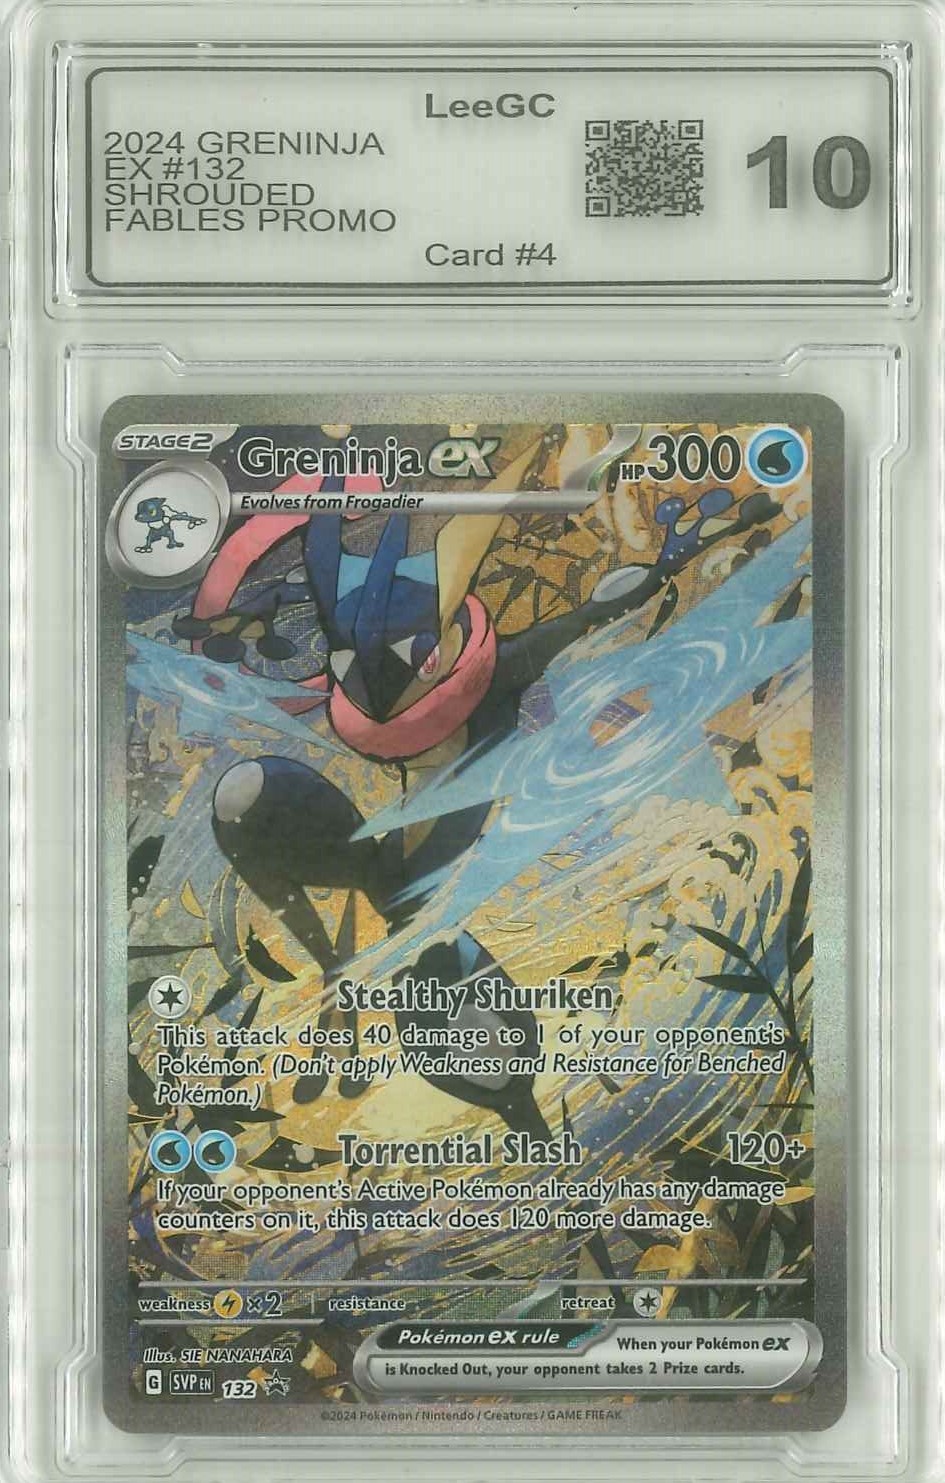 LeeGC
2024 GRENINJA
EX #132
SHROUDED
FABLES PROMO
10
Card #4
STAGE2
Greninja ex
HP300
Evolves from Frogadier
Stealthy Shuriken
This attack does 40 damage to 1 of your opponent's
Pokémon. (Don't apply Weakness and Resistance for Benched
Pokémon.)
Torrential Slash 120+
If your opponent's Active Pokémon already has any damage
counters on it, this attack does 120 more damage.
weakness ×2 resistance retreat
Pokémon ex rule
When your Pokémon ex
is Knocked Out, your opponent takes 2 Prize cards.
Illus. SIE NANAHARA
G SVP EN 132
©2024 Pokémon / Nintendo / Creatures / GAME FREAK